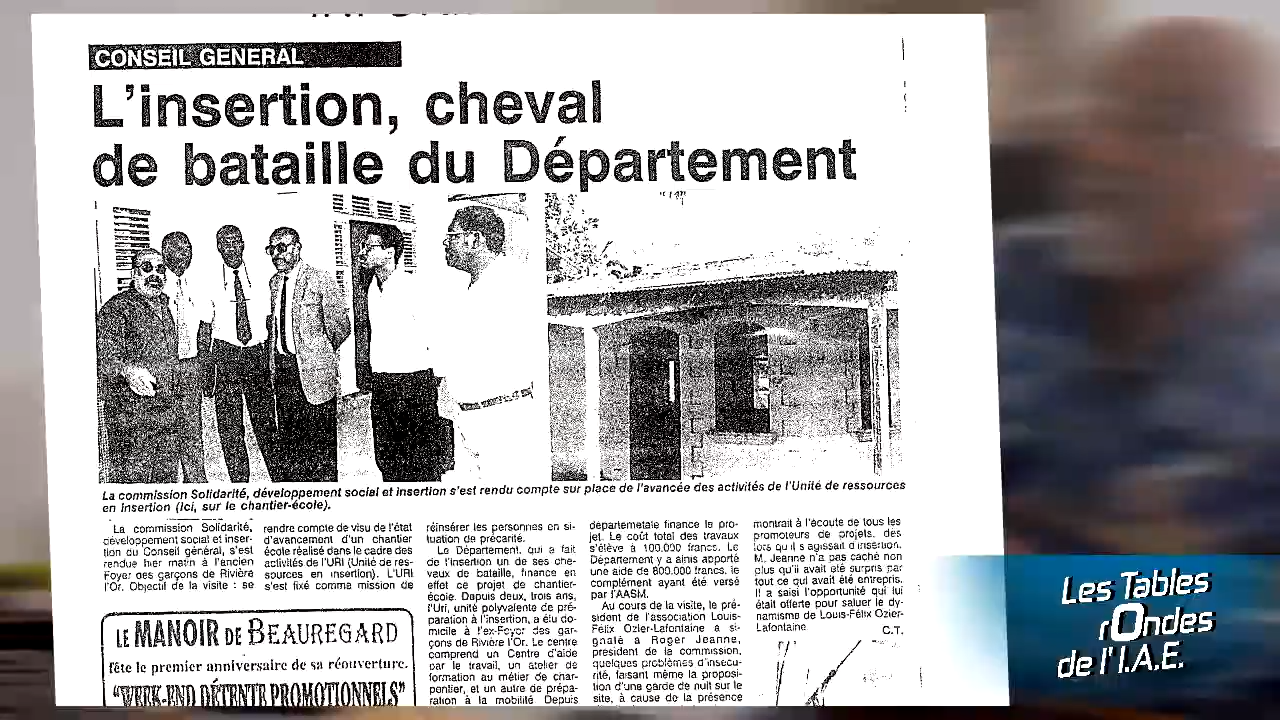 CONSEIL GENERAL
L'insertion, cheval
de bataille du Département
La commission Solidarité, développement social et insertion s'est rendu compte sur place de l'avancée des activités de l'Unité de ressources
en insertion (ici, sur le chantier-école).
La commission Solidarité,
développement social et inser-
tion du Conseil général, s'est
rendue hier matin à l'ancien
Foyer des garçons de Rivière
l'Or. Objectif de la visite : se
rendre compte de visu de l'état
d'avancement d'un chantier
école réalisé dans le cadre des
activités de l'URI (Unité de res-
sources en insertion). L'URI
s'est fixé comme mission de
réinsérer les personnes en si-
tuation de précarité.
Le Département, qui a fait
de l'insertion un de ses che-
vaux de bataille, finance en
effet ce projet de chantier-
école. Depuis deux, trois ans,
l'Uri, unité polyvalente de pré-
paration à l'insertion, a élu do-
micile à l'ex-Foyer des gar-
çons de Rivière l'Or. Le centre
comprend un Centre d'aide
par le travail, un atelier de
formation au métier de char-
pentier, et un autre de prépa-
ration à la mobilité Depuis
départemetale finance le pro-
jet. Le coût total des travaux
s'élève à 100.000 francs. Le
Département y a ainsi apporté
une aide de 800.000 francs, le
complément ayant été versé
par l'AASM.
Au cours de la visite, le pré-
sident de l'association Louis-
Félix Ozier-Lafontaine a si-
gnalé à Roger Jeanne,
président de la commission,
quelques problèmes d'insécu-
rité, faisant même la proposi-
tion d'une garde de nuit sur le
site, à cause de la présence
montrait à l'écoute de tous les
promoteurs de projets, dès
lors qu'il s'agissait d'insertion.
M. Jeanne n'a pas caché non
plus qu'il avait été surpris par
tout ce qui avait été entrepris.
Il a saisi l'opportunité qui lui
était offerte pour saluer le dy-
namisme de Louis-Félix Ozier-
Lafontaine.
C.T.
LE MANOIR DE BEAUREGARD
fête le premier anniversaire de sa réouverture.
"WEEK-END DÉTENTE PROMOTIONNELS"
Les Tables
rOndes
de l'I.A.E.